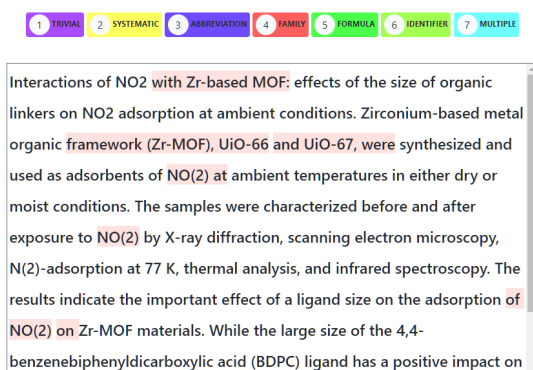 1 TRIVIAL 2 SYSTEMATIC 3 ABBREVIATION 4 FAMILY 5 FORMULA 6 IDENTIFIER 7 MULTIPLE
Interactions of NO2 with Zr-based MOF: effects of the size of organic
linkers on NO2 adsorption at ambient conditions. Zirconium-based metal
organic framework (Zr-MOF), UiO-66 and UiO-67, were synthesized and
used as adsorbents of NO(2) at ambient temperatures in either dry or
moist conditions. The samples were characterized before and after
exposure to NO(2) by X-ray diffraction, scanning electron microscopy,
N(2)-adsorption at 77 K, thermal analysis, and infrared spectroscopy. The
results indicate the important effect of a ligand size on the adsorption of
NO(2) on Zr-MOF materials. While the large size of the 4,4-
benzenebiphenyldicarboxylic acid (BDPC) ligand has a positive impact on